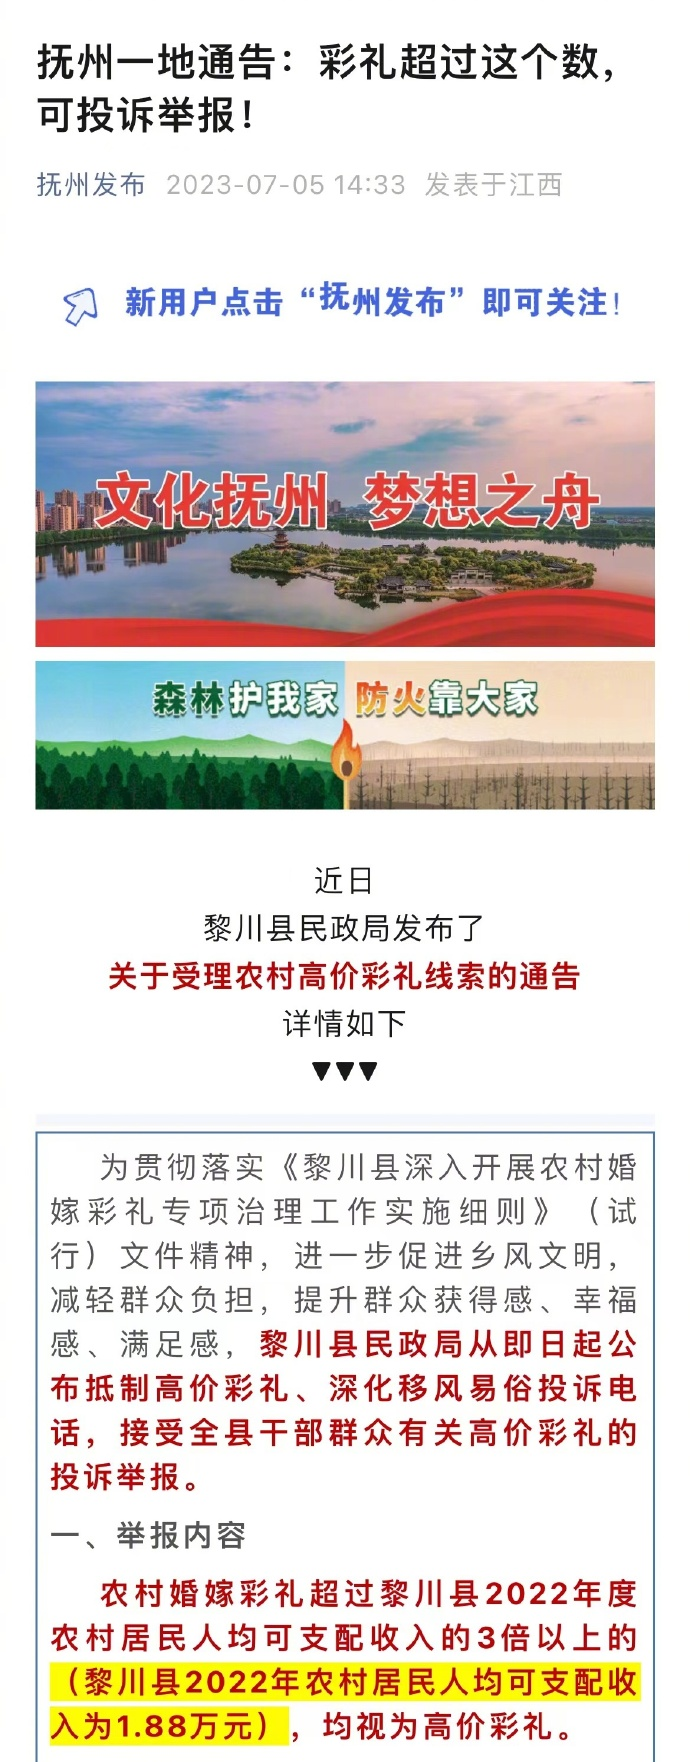 抚州一地通告：彩礼超过这个数，
可投诉举报！
抚州发布 2023-07-05 14:33 发表于江西
新用户点击“抚州发布”即可关注！
文化抚州 梦想之舟
森林护我家 防火靠大家
近日
黎川县民政局发布了
关于受理农村高价彩礼线索的通告
详情如下
▼▼▼
为贯彻落实《黎川县深入开展农村婚
嫁彩礼专项治理工作实施细则》（试
行）文件精神，进一步促进乡风文明，
减轻群众负担，提升群众获得感、幸福
感、满足感，黎川县民政局从即日起公
布抵制高价彩礼、深化移风易俗投诉电
话，接受全县干部群众有关高价彩礼的
投诉举报。
一、举报内容
农村婚嫁彩礼超过黎川县2022年度
农村居民人均可支配收入的3倍以上的
（黎川县2022年农村居民人均可支配收
入为1.88万元），均视为高价彩礼。